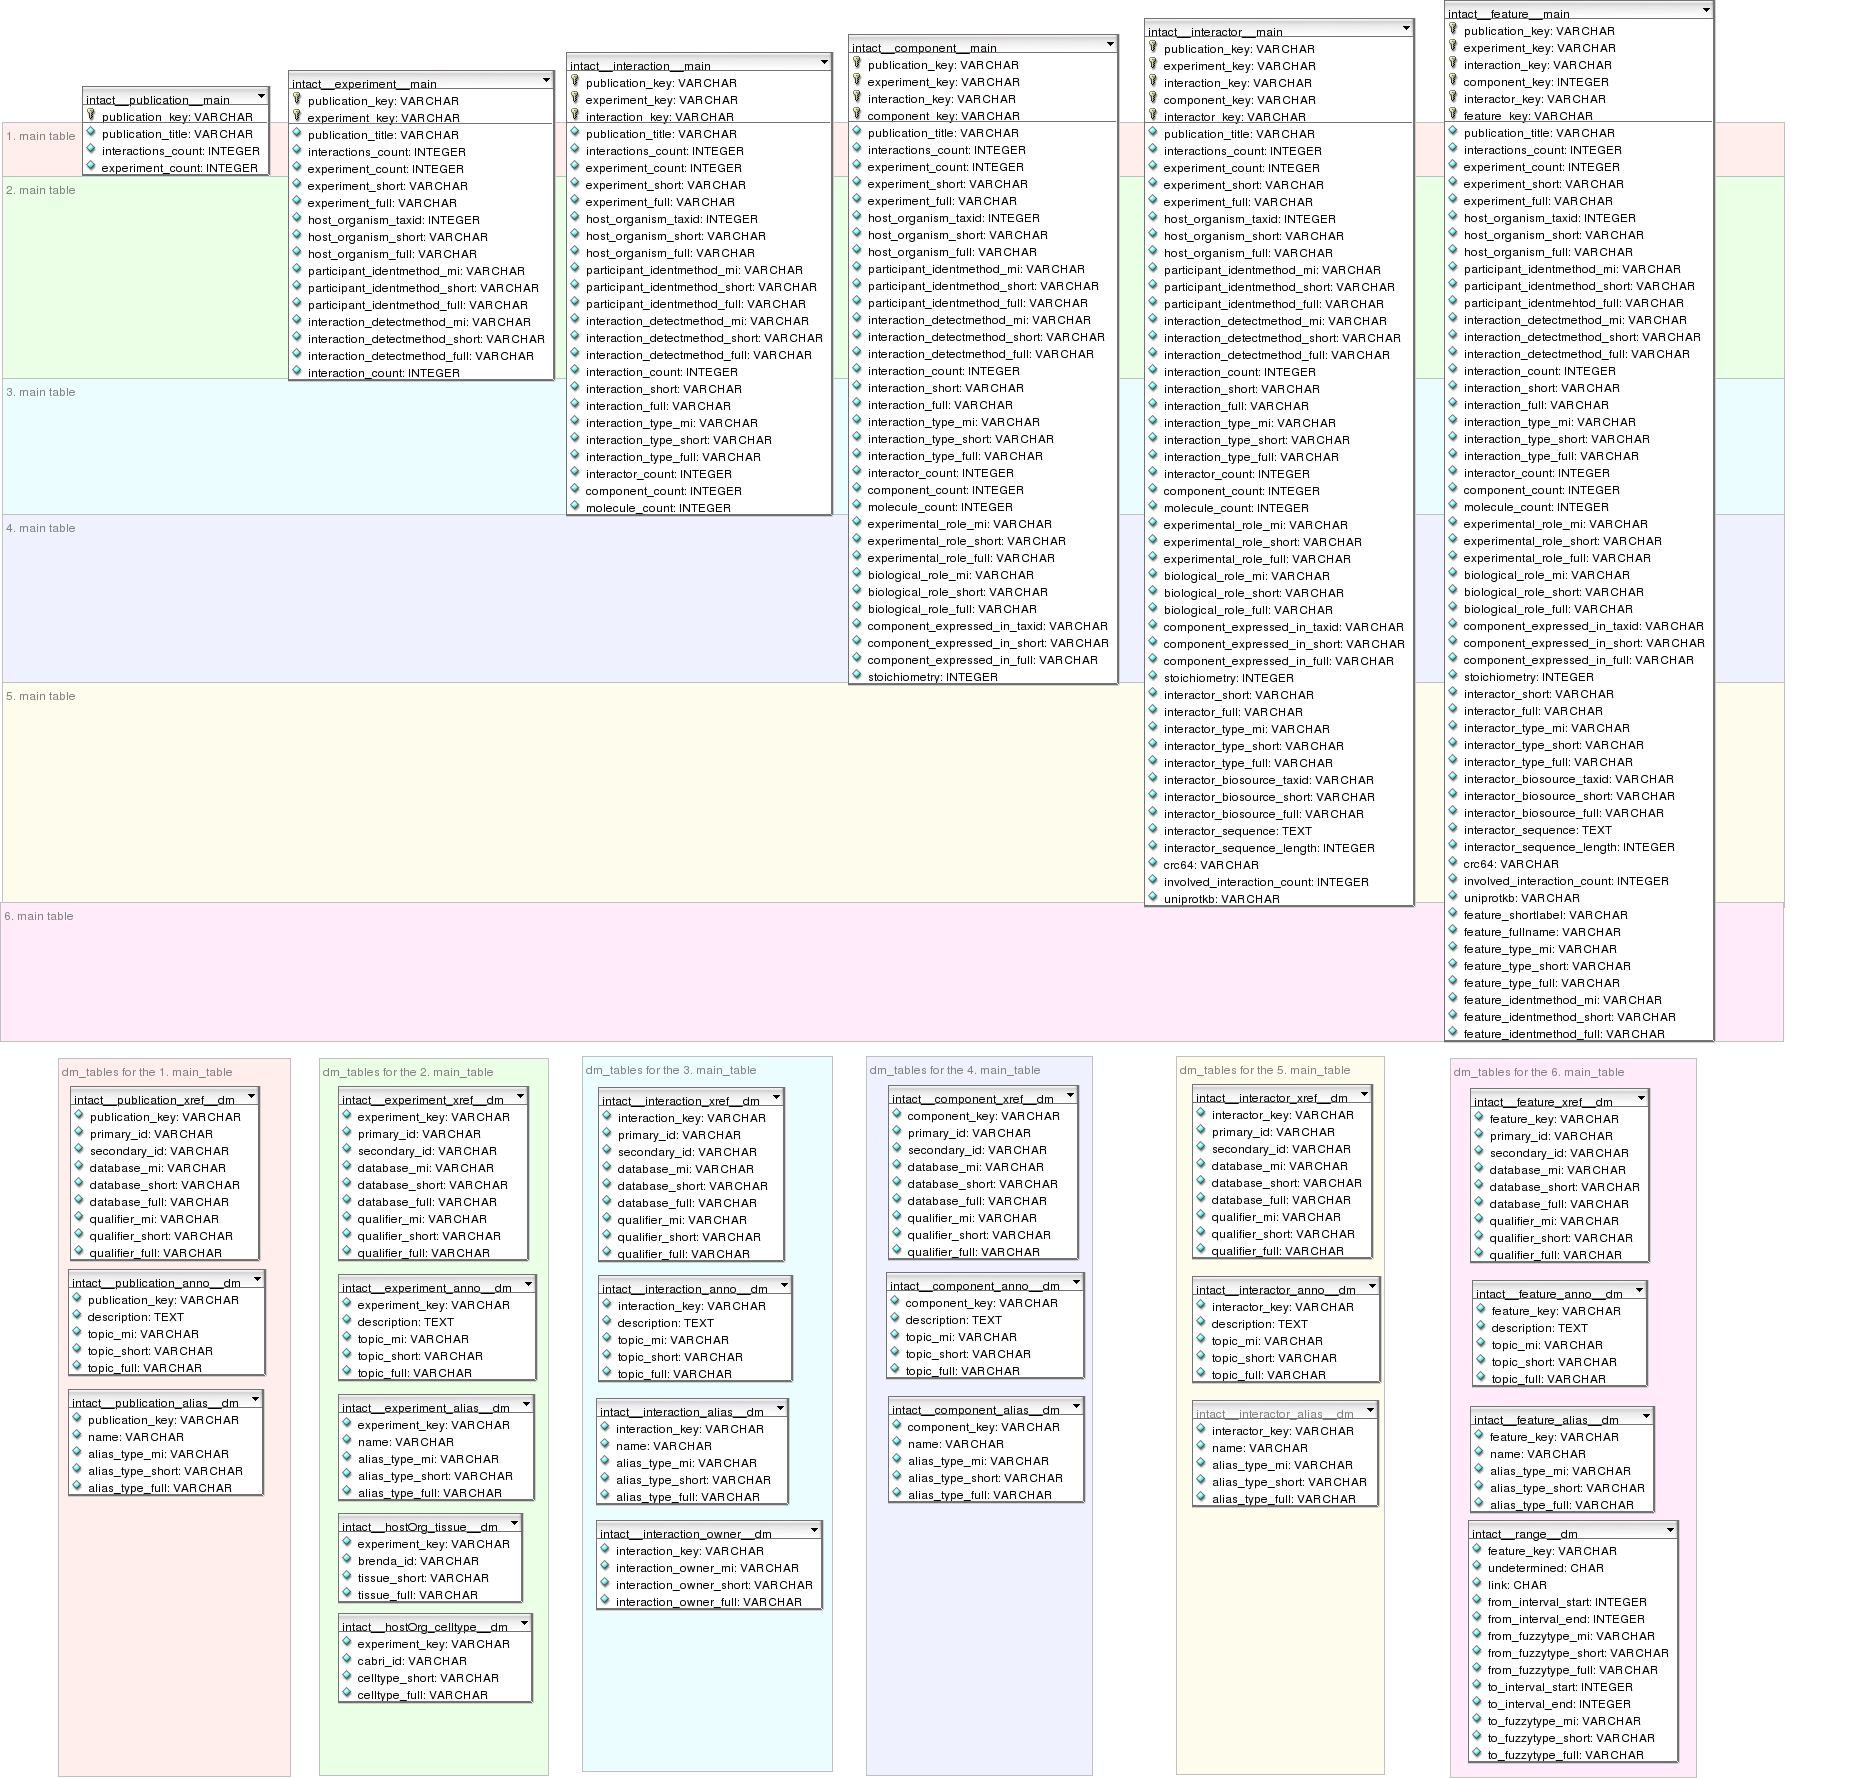 1. main table
2. main table
3. main table
4. main table
5. main table
6. main table
intact__publication__main
publication_key: VARCHAR
publication_title: VARCHAR
interactions_count: INTEGER
experiment_count: INTEGER
intact__experiment__main
publication_key: VARCHAR
experiment_key: VARCHAR
publication_title: VARCHAR
interactions_count: INTEGER
experiment_count: INTEGER
experiment_short: VARCHAR
experiment_full: VARCHAR
host_organism_taxid: INTEGER
host_organism_short: VARCHAR
host_organism_full: VARCHAR
participant_identmethod_mi: VARCHAR
participant_identmethod_short: VARCHAR
participant_identmethod_full: VARCHAR
interaction_detectmethod_mi: VARCHAR
interaction_detectmethod_short: VARCHAR
interaction_detectmethod_full: VARCHAR
interaction_count: INTEGER
intact__interaction__main
publication_key: VARCHAR
experiment_key: VARCHAR
interaction_key: VARCHAR
publication_title: VARCHAR
interactions_count: INTEGER
experiment_count: INTEGER
experiment_short: VARCHAR
experiment_full: VARCHAR
host_organism_taxid: INTEGER
host_organism_short: VARCHAR
host_organism_full: VARCHAR
participant_identmethod_mi: VARCHAR
participant_identmethod_short: VARCHAR
participant_identmethod_full: VARCHAR
interaction_detectmethod_mi: VARCHAR
interaction_detectmethod_short: VARCHAR
interaction_detectmethod_full: VARCHAR
interaction_count: INTEGER
interaction_short: VARCHAR
interaction_full: VARCHAR
interaction_type_mi: VARCHAR
interaction_type_short: VARCHAR
interaction_type_full: VARCHAR
interactor_count: INTEGER
component_count: INTEGER
molecule_count: INTEGER
intact__component__main
publication_key: VARCHAR
experiment_key: VARCHAR
interaction_key: VARCHAR
component_key: VARCHAR
publication_title: VARCHAR
interactions_count: INTEGER
experiment_count: INTEGER
experiment_short: VARCHAR
experiment_full: VARCHAR
host_organism_taxid: INTEGER
host_organism_short: VARCHAR
host_organism_full: VARCHAR
participant_identmethod_mi: VARCHAR
participant_identmethod_short: VARCHAR
participant_identmethod_full: VARCHAR
interaction_detectmethod_mi: VARCHAR
interaction_detectmethod_short: VARCHAR
interaction_detectmethod_full: VARCHAR
interaction_count: INTEGER
interaction_short: VARCHAR
interaction_full: VARCHAR
interaction_type_mi: VARCHAR
interaction_type_short: VARCHAR
interaction_type_full: VARCHAR
interactor_count: INTEGER
component_count: INTEGER
molecule_count: INTEGER
experimental_role_mi: VARCHAR
experimental_role_short: VARCHAR
experimental_role_full: VARCHAR
biological_role_mi: VARCHAR
biological_role_short: VARCHAR
biological_role_full: VARCHAR
component_expressed_in_taxid: VARCHAR
component_expressed_in_short: VARCHAR
component_expressed_in_full: VARCHAR
stoichiometry: INTEGER
intact__interactor__main
publication_key: VARCHAR
experiment_key: VARCHAR
interaction_key: VARCHAR
component_key: VARCHAR
interactor_key: VARCHAR
publication_title: VARCHAR
interactions_count: INTEGER
experiment_count: INTEGER
experiment_short: VARCHAR
experiment_full: VARCHAR
host_organism_taxid: INTEGER
host_organism_short: VARCHAR
host_organism_full: VARCHAR
participant_identmethod_mi: VARCHAR
participant_identmethod_short: VARCHAR
participant_identmethod_full: VARCHAR
interaction_detectmethod_mi: VARCHAR
interaction_detectmethod_short: VARCHAR
interaction_detectmethod_full: VARCHAR
interaction_count: INTEGER
interaction_short: VARCHAR
interaction_full: VARCHAR
interaction_type_mi: VARCHAR
interaction_type_short: VARCHAR
interaction_type_full: VARCHAR
interactor_count: INTEGER
component_count: INTEGER
molecule_count: INTEGER
experimental_role_mi: VARCHAR
experimental_role_short: VARCHAR
experimental_role_full: VARCHAR
biological_role_mi: VARCHAR
biological_role_short: VARCHAR
biological_role_full: VARCHAR
component_expressed_in_taxid: VARCHAR
component_expressed_in_short: VARCHAR
component_expressed_in_full: VARCHAR
stoichiometry: INTEGER
interactor_short: VARCHAR
interactor_full: VARCHAR
interactor_type_mi: VARCHAR
interactor_type_short: VARCHAR
interactor_type_full: VARCHAR
interactor_biosource_taxid: VARCHAR
interactor_biosource_short: VARCHAR
interactor_biosource_full: VARCHAR
interactor_sequence: TEXT
interactor_sequence_length: INTEGER
crc64: VARCHAR
involved_interaction_count: INTEGER
uniprotkb: VARCHAR
intact__feature__main
publication_key: VARCHAR
experiment_key: VARCHAR
interaction_key: VARCHAR
component_key: INTEGER
interactor_key: VARCHAR
feature_key: VARCHAR
publication_title: VARCHAR
interactions_count: INTEGER
experiment_count: INTEGER
experiment_short: VARCHAR
experiment_full: VARCHAR
host_organism_taxid: INTEGER
host_organism_short: VARCHAR
host_organism_full: VARCHAR
participant_identmethod_mi: VARCHAR
participant_identmethod_short: VARCHAR
participant_identmehtod_full: VARCHAR
interaction_detectmethod_mi: VARCHAR
interaction_detectmethod_short: VARCHAR
interaction_detectmethod_full: VARCHAR
interaction_count: INTEGER
interaction_short: VARCHAR
interaction_full: VARCHAR
interaction_type_mi: VARCHAR
interaction_type_short: VARCHAR
interaction_type_full: VARCHAR
interactor_count: INTEGER
component_count: INTEGER
molecule_count: INTEGER
experimental_role_mi: VARCHAR
experimental_role_short: VARCHAR
experimental_role_full: VARCHAR
biological_role_mi: VARCHAR
biological_role_short: VARCHAR
biological_role_full: VARCHAR
component_expressed_in_taxid: VARCHAR
component_expressed_in_short: VARCHAR
component_expressed_in_full: VARCHAR
stoichiometry: INTEGER
interactor_short: VARCHAR
interactor_full: VARCHAR
interactor_type_mi: VARCHAR
interactor_type_short: VARCHAR
interactor_type_full: VARCHAR
interactor_biosource_taxid: VARCHAR
interactor_biosource_short: VARCHAR
interactor_biosource_full: VARCHAR
interactor_sequence: TEXT
interactor_sequence_length: INTEGER
crc64: VARCHAR
involved_interaction_count: INTEGER
uniprotkb: VARCHAR
feature_shortlabel: VARCHAR
feature_fullname: VARCHAR
feature_type_mi: VARCHAR
feature_type_short: VARCHAR
feature_type_full: VARCHAR
feature_identmethod_mi: VARCHAR
feature_identmethod_short: VARCHAR
feature_identmethod_full: VARCHAR
dm_tables for the 1. main_table
intact__publication_xref__dm
publication_key: VARCHAR
primary_id: VARCHAR
secondary_id: VARCHAR
database_mi: VARCHAR
database_short: VARCHAR
database_full: VARCHAR
qualifier_mi: VARCHAR
qualifier_short: VARCHAR
qualifier_full: VARCHAR
intact__publication_anno__dm
publication_key: VARCHAR
description: TEXT
topic_mi: VARCHAR
topic_short: VARCHAR
topic_full: VARCHAR
intact__publication_alias__dm
publication_key: VARCHAR
name: VARCHAR
alias_type_mi: VARCHAR
alias_type_short: VARCHAR
alias_type_full: VARCHAR
dm_tables for the 2. main_table
intact__experiment_xref__dm
experiment_key: VARCHAR
primary_id: VARCHAR
secondary_id: VARCHAR
database_mi: VARCHAR
database_short: VARCHAR
database_full: VARCHAR
qualifier_mi: VARCHAR
qualifier_short: VARCHAR
qualifier_full: VARCHAR
intact__experiment_anno__dm
experiment_key: VARCHAR
description: TEXT
topic_mi: VARCHAR
topic_short: VARCHAR
topic_full: VARCHAR
intact__experiment_alias__dm
experiment_key: VARCHAR
name: VARCHAR
alias_type_mi: VARCHAR
alias_type_short: VARCHAR
alias_type_full: VARCHAR
intact__hostOrg_tissue__dm
experiment_key: VARCHAR
brenda_id: VARCHAR
tissue_short: VARCHAR
tissue_full: VARCHAR
intact__hostOrg_celltype__dm
experiment_key: VARCHAR
cabri_id: VARCHAR
celltype_short: VARCHAR
celltype_full: VARCHAR
dm_tables for the 3. main_table
intact__interaction_xref__dm
interaction_key: VARCHAR
primary_id: VARCHAR
secondary_id: VARCHAR
database_mi: VARCHAR
database_short: VARCHAR
database_full: VARCHAR
qualifier_mi: VARCHAR
qualifier_short: VARCHAR
qualifier_full: VARCHAR
intact__interaction_anno__dm
interaction_key: VARCHAR
description: TEXT
topic_mi: VARCHAR
topic_short: VARCHAR
topic_full: VARCHAR
intact__interaction_alias__dm
interaction_key: VARCHAR
name: VARCHAR
alias_type_mi: VARCHAR
alias_type_short: VARCHAR
alias_type_full: VARCHAR
intact__interaction_owner__dm
interaction_key: VARCHAR
interaction_owner_mi: VARCHAR
interaction_owner_short: VARCHAR
interaction_owner_full: VARCHAR
dm_tables for the 4. main_table
intact__component_xref__dm
component_key: VARCHAR
primary_id: VARCHAR
secondary_id: VARCHAR
database_mi: VARCHAR
database_short: VARCHAR
database_full: VARCHAR
qualifier_mi: VARCHAR
qualifier_short: VARCHAR
qualifier_full: VARCHAR
intact__component_anno__dm
component_key: VARCHAR
description: TEXT
topic_mi: VARCHAR
topic_short: VARCHAR
topic_full: VARCHAR
intact__component_alias__dm
component_key: VARCHAR
name: VARCHAR
alias_type_mi: VARCHAR
alias_type_short: VARCHAR
alias_type_full: VARCHAR
dm_tables for the 5. main_table
intact__interactor_xref__dm
interactor_key: VARCHAR
primary_id: VARCHAR
secondary_id: VARCHAR
database_mi: VARCHAR
database_short: VARCHAR
database_full: VARCHAR
qualifier_mi: VARCHAR
qualifier_short: VARCHAR
qualifier_full: VARCHAR
intact__interactor_anno__dm
interactor_key: VARCHAR
description: TEXT
topic_mi: VARCHAR
topic_short: VARCHAR
topic_full: VARCHAR
intact__interactor_alias__dm
interactor_key: VARCHAR
name: VARCHAR
alias_type_mi: VARCHAR
alias_type_short: VARCHAR
alias_type_full: VARCHAR
dm_tables for the 6. main_table
intact__feature_xref__dm
feature_key: VARCHAR
primary_id: VARCHAR
secondary_id: VARCHAR
database_mi: VARCHAR
database_short: VARCHAR
database_full: VARCHAR
qualifier_mi: VARCHAR
qualifier_short: VARCHAR
qualifier_full: VARCHAR
intact__feature_anno__dm
feature_key: VARCHAR
description: TEXT
topic_mi: VARCHAR
topic_short: VARCHAR
topic_full: VARCHAR
intact__feature_alias__dm
feature_key: VARCHAR
name: VARCHAR
alias_type_mi: VARCHAR
alias_type_short: VARCHAR
alias_type_full: VARCHAR
intact__range__dm
feature_key: VARCHAR
undetermined: CHAR
link: CHAR
from_interval_start: INTEGER
from_interval_end: INTEGER
from_fuzzytype_mi: VARCHAR
from_fuzzytype_short: VARCHAR
from_fuzzytype_full: VARCHAR
to_interval_start: INTEGER
to_interval_end: INTEGER
to_fuzzytype_mi: VARCHAR
to_fuzzytype_short: VARCHAR
to_fuzzytype_full: VARCHAR